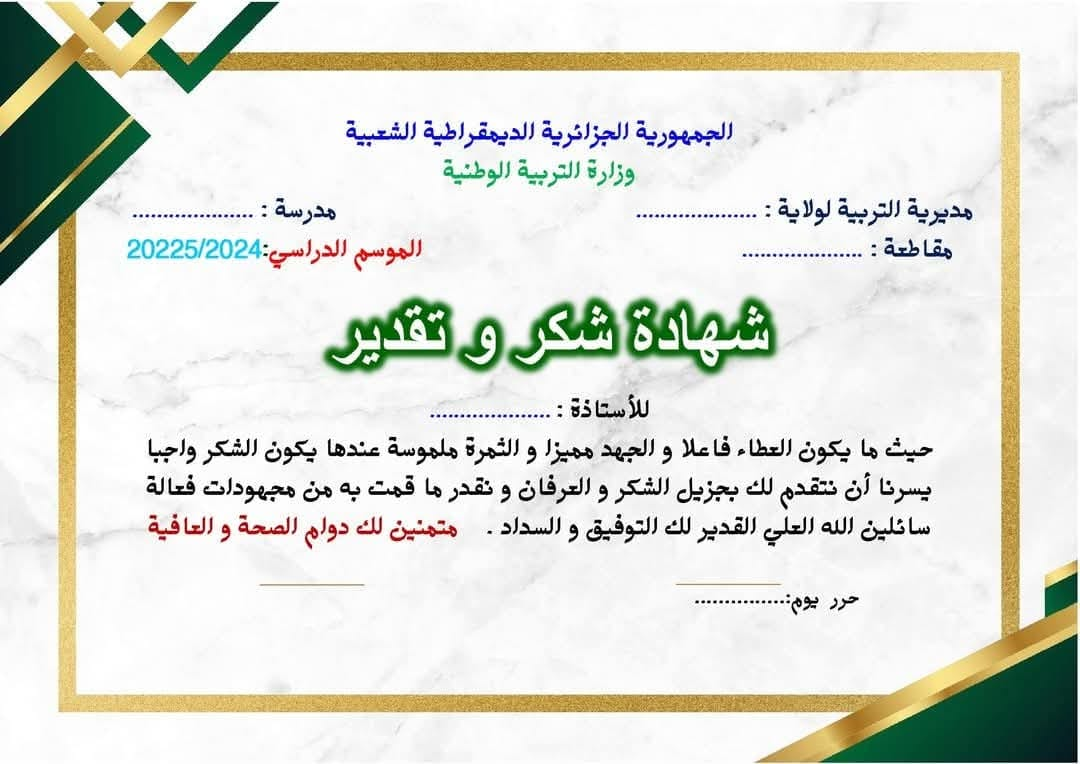 الجمهورية الجزائرية الديمقراطية الشعبية
وزارة التربية الوطنية
مديرية التربية لولاية : .................... مدرسة : ....................
مقاطعة : .................... الموسم الدراسي:20225/2024
شهادة شكر و تقدير
للأستاذة : ....................
حيث ما يكون العطاء فاعلا و الجهد مميزا و الثمرة ملموسة عندها يكون الشكر واجبا
يسرنا أن نتقدم لك بجزيل الشكر و العرفان و نقدر ما قمت به من مجهودات فعالة
سائلين الله العلي القدير لك التوفيق و السداد . متمنين لك دوام الصحة و العافية
حرر يوم:...............